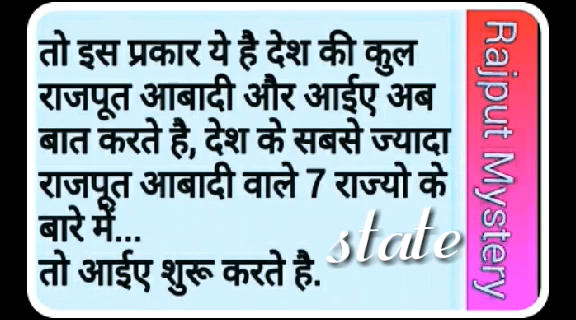 तो इस प्रकार ये है देश की कुल
राजपूत आबादी और आईए अब
बात करते है, देश के सबसे ज्यादा
राजपूत आबादी वाले 7 राज्यो के
बारे में...
state
तो आईए शुरू करते है.
Rajput Mystery